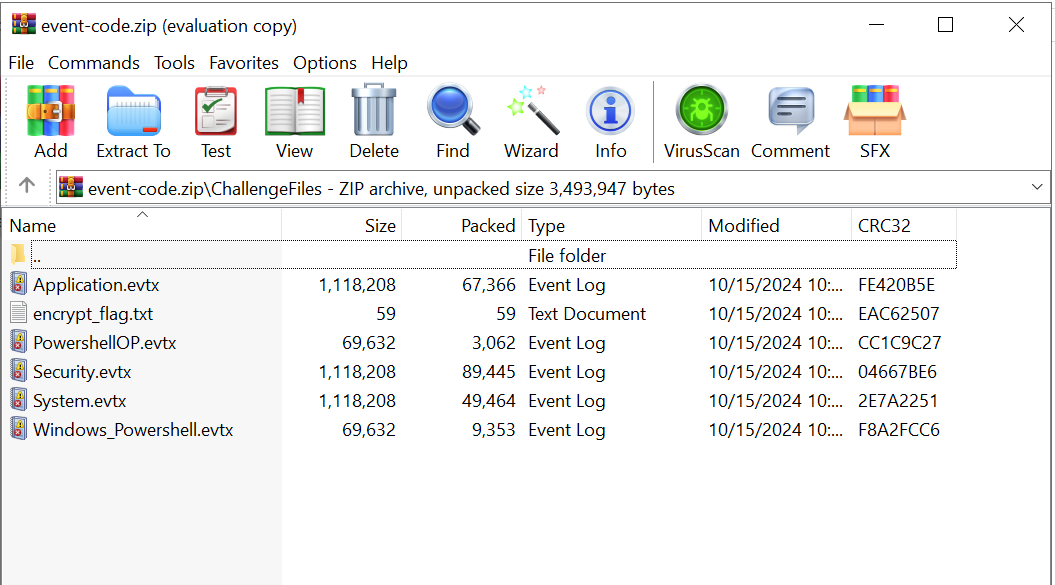 event-code.zip (evaluation copy)
File Commands Tools Favorites Options Help
Add Extract To Test View Delete Find Wizard Info VirusScan Comment SFX
event-code.zip\ChallengeFiles - ZIP archive, unpacked size 3,493,947 bytes
Name Size Packed Type Modified CRC32
.. File folder
Application.evtx 1,118,208 67,366 Event Log 10/15/2024 10:... FE420B5E
encrypt_flag.txt 59 59 Text Document 10/15/2024 10:... EAC62507
PowershellOP.evtx 69,632 3,062 Event Log 10/15/2024 10:... CC1C9C27
Security.evtx 1,118,208 89,445 Event Log 10/15/2024 10:... 04667BE6
System.evtx 1,118,208 49,464 Event Log 10/15/2024 10:... 2E7A2251
Windows_Powershell.evtx 69,632 9,353 Event Log 10/15/2024 10:... F8A2FCC6